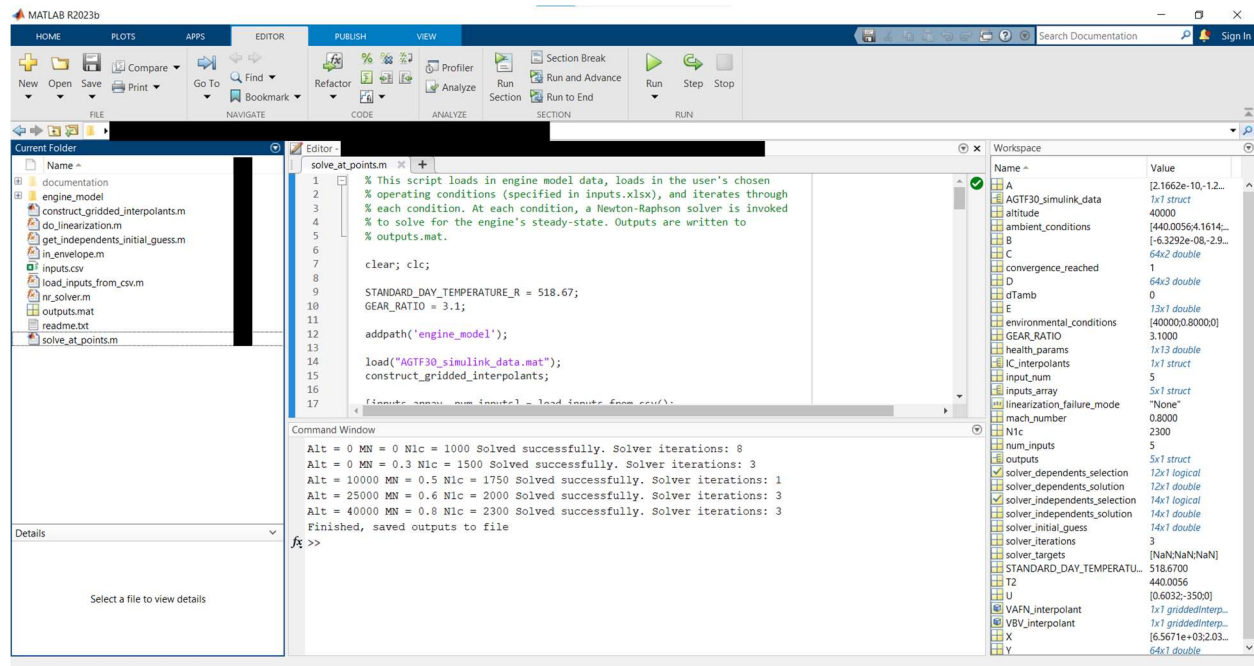 MATLAB R2023b
HOME PLOTS APPS EDITOR PUBLISH VIEW Search Documentation Sign In
New Open Save Compare Print Go To Find Bookmark Refactor Profiler Analyze Run Section Section Break Run and Advance Run to End Run Step Stop
FILE NAVIGATE CODE ANALYZE SECTION RUN
Current Folder
Name
documentation
engine_model
construct_gridded_interpolants.m
do_linearization.m
get_independents_initial_guess.m
in_envelope.m
inputs.csv
load_inputs_from_csv.m
nr_solver.m
outputs.mat
readme.txt
solve_at_points.m
Details
Select a file to view details
Editor -
solve_at_points.m
1 % This script loads in engine model data, loads in the user's chosen
2 % operating conditions (specified in inputs.xlsx), and iterates through
3 % each condition. At each condition, a Newton-Raphson solver is invoked
4 % to solve for the engine's steady-state. Outputs are written to
5 % outputs.mat.
6
7 clear; clc;
8
9 STANDARD_DAY_TEMPERATURE_R = 518.67;
10 GEAR_RATIO = 3.1;
11
12 addpath('engine_model');
13
14 load("AGTF30_simulink_data.mat");
15 construct_gridded_interpolants;
16
17 [inputs_array, num_inputs] = load_inputs_from_csv();
Command Window
Alt = 0 MN = 0 N1c = 1000 Solved successfully. Solver iterations: 8
Alt = 0 MN = 0.3 N1c = 1500 Solved successfully. Solver iterations: 3
Alt = 10000 MN = 0.5 N1c = 1750 Solved successfully. Solver iterations: 1
Alt = 25000 MN = 0.6 N1c = 2000 Solved successfully. Solver iterations: 3
Alt = 40000 MN = 0.8 N1c = 2300 Solved successfully. Solver iterations: 3
Finished, saved outputs to file
fx >>
Workspace
Name Value
A [2.1662e-10,-1.2...
AGTF30_simulink_data 1x1 struct
altitude 40000
ambient_conditions [440.0056;4.1614;...
B [-6.3292e-08,-2.9...
C 64x2 double
convergence_reached 1
D 64x3 double
dTamb 0
E 13x1 double
environmental_conditions [40000;0.8000;0]
GEAR_RATIO 3.1000
health_params 1x13 double
IC_interpolants 1x1 struct
input_num 5
inputs_array 5x1 struct
linearization_failure_mode "None"
mach_number 0.8000
N1c 2300
num_inputs 5
outputs 5x1 struct
solver_dependents_selection 12x1 logical
solver_dependents_solution 12x1 double
solver_independents_selection 14x1 logical
solver_independents_solution 14x1 double
solver_initial_guess 14x1 double
solver_iterations 3
solver_targets [NaN;NaN;NaN]
STANDARD_DAY_TEMPERATU... 518.6700
T2 440.0056
U [0.6032;-350;0]
VAFN_interpolant 1x1 griddedInterp...
VBV_interpolant 1x1 griddedInterp...
X [6.5671e+03;2.03...
Y 64x1 double